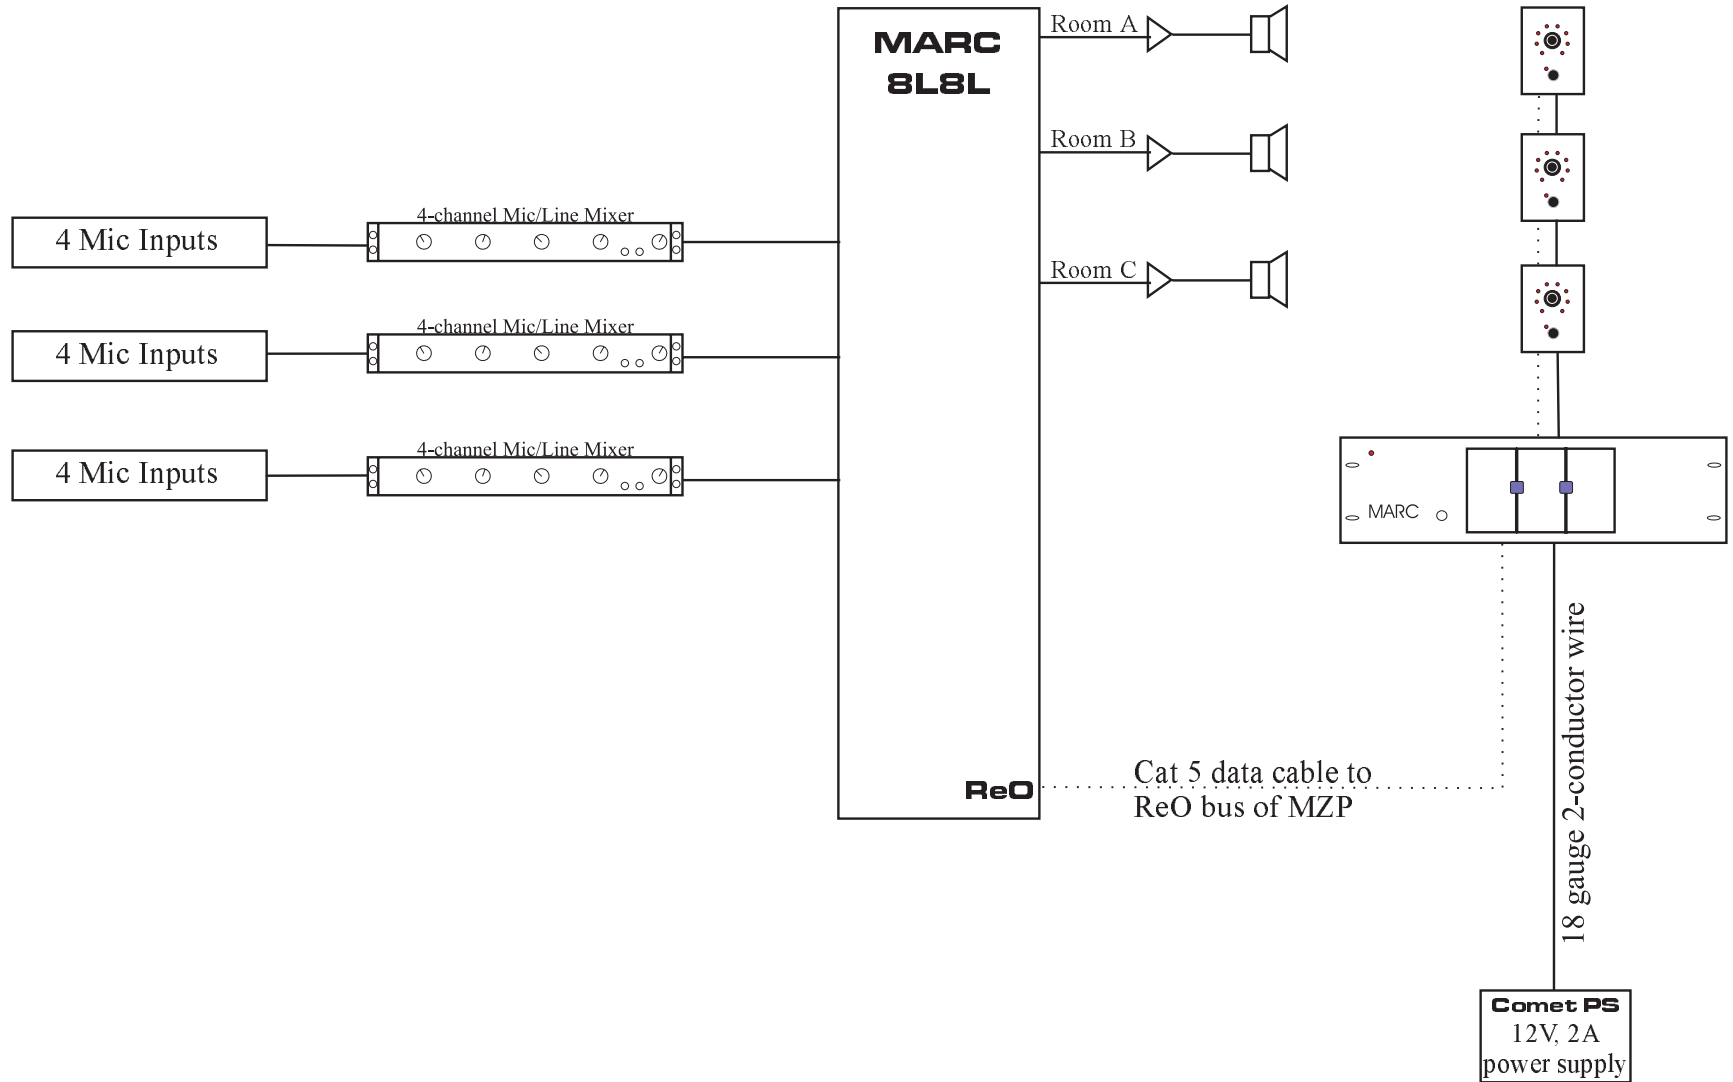 MARC
8L8L
Room A
Room B
Room C
4-channel Mic/Line Mixer
4 Mic Inputs
4-channel Mic/Line Mixer
4 Mic Inputs
4-channel Mic/Line Mixer
4 Mic Inputs
MARC
ReO
Cat 5 data cable to
ReO bus of MZP
18 gauge 2-conductor wire
Comet PS
12V, 2A
power supply